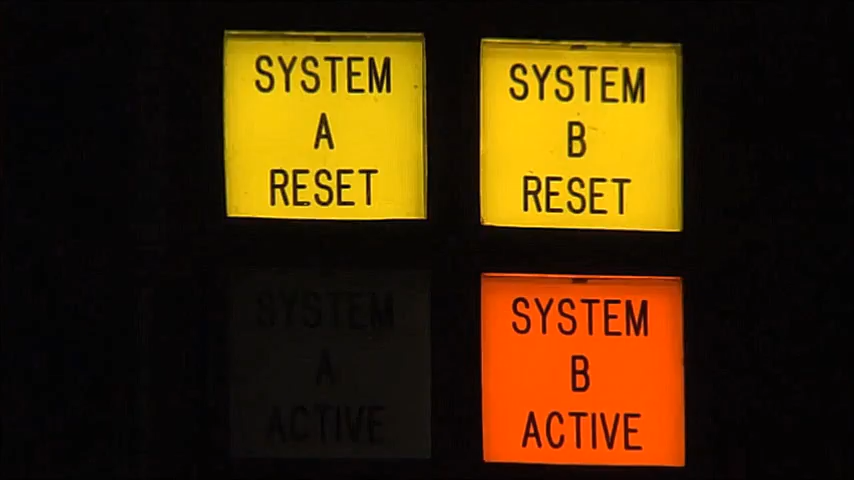 SYSTEM
A
RESET
SYSTEM
B
RESET
SYSTEM
A
ACTIVE
SYSTEM
B
ACTIVE